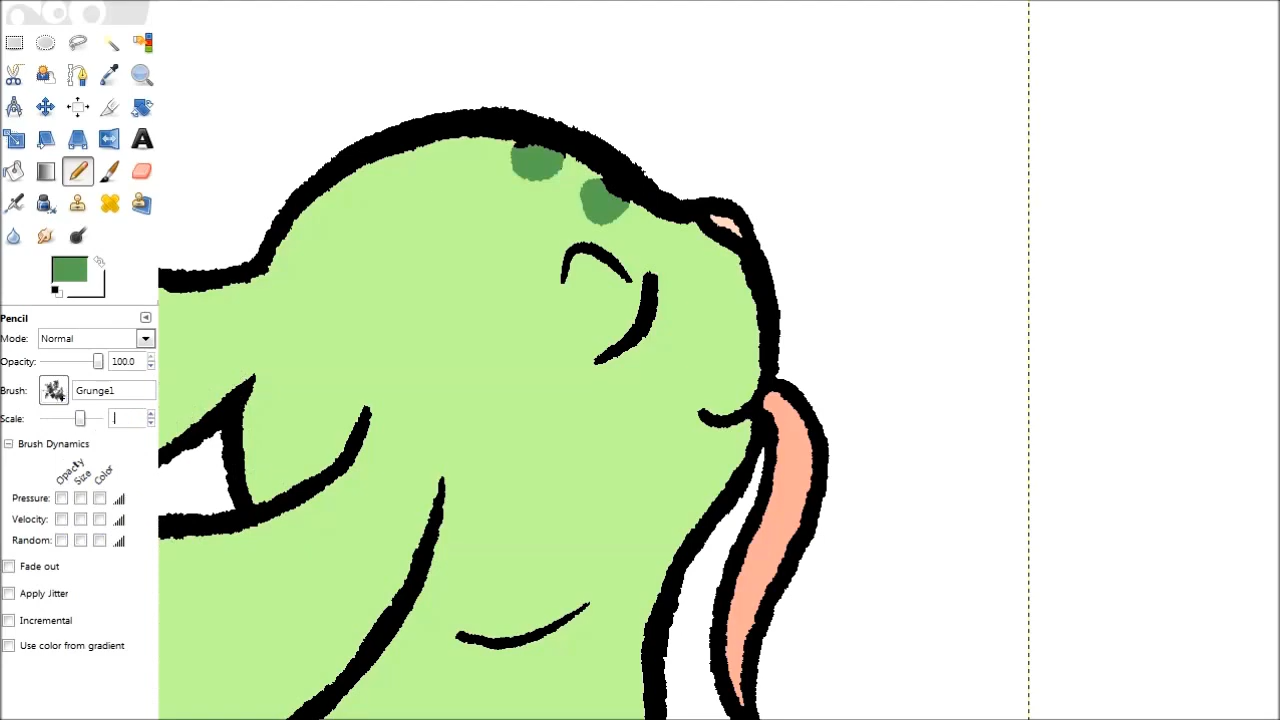 Pencil
Mode: Normal
Opacity: 100.0
Brush: Grunge1
Scale:
Brush Dynamics
Opacity Size Color
Pressure:
Velocity:
Random:
Fade out
Apply Jitter
Incremental
Use color from gradient